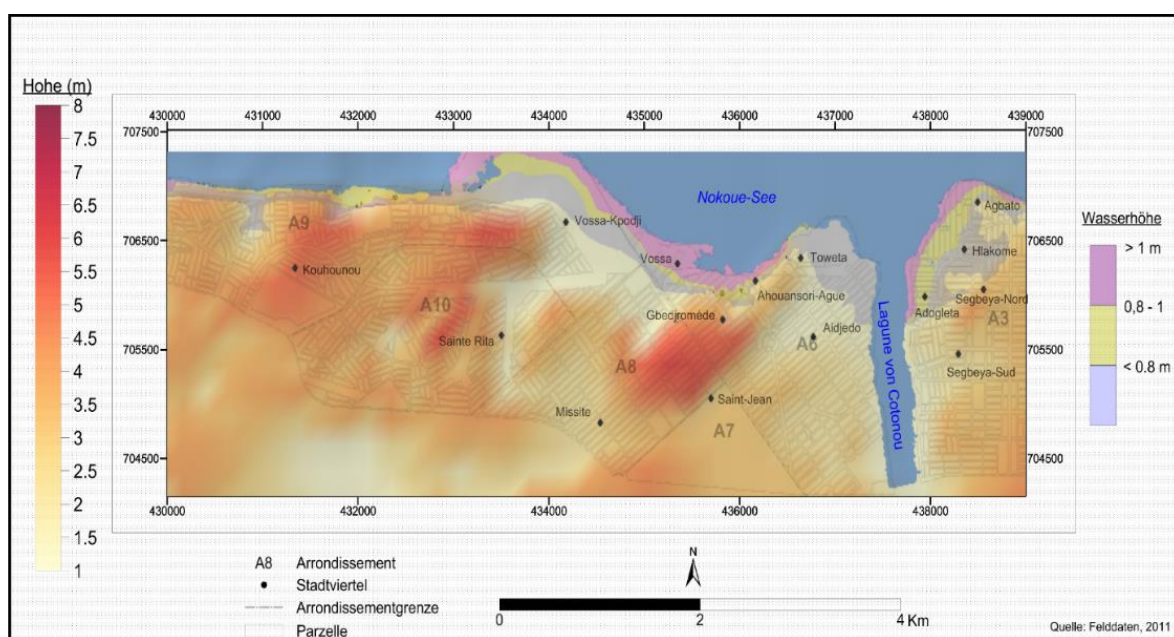 Hohe (m)
8
7.5
7
6.5
6
5.5
5
4.5
4
3.5
3
2.5
2
1.5
1
430000 431000 432000 433000 434000 435000 436000 437000 438000 439000
707500 707500
706500 706500
705500 705500
704500 704500
430000 432000 434000 436000 438000
Nokoue-See
Lagune von Cotonou
Agbato
Vossa-Kpodji
A9
Hlakome
Vossa
Toweta
Kouhounou
Ahouansori-Ague
Segbeya-Nord
Adogleta
A10
Gbedjromède
A3
Sainte Rita
Aidjedo
A6
A8
Segbeya-Sud
Saint-Jean
Missite
A7
Wasserhöhe
> 1 m
0,8 - 1
< 0.8 m
A8 Arrondissement
Stadtviertel
Arrondissementgrenze
Parzelle
N
0 2 4 Km
Quelle: Felddaten, 2011